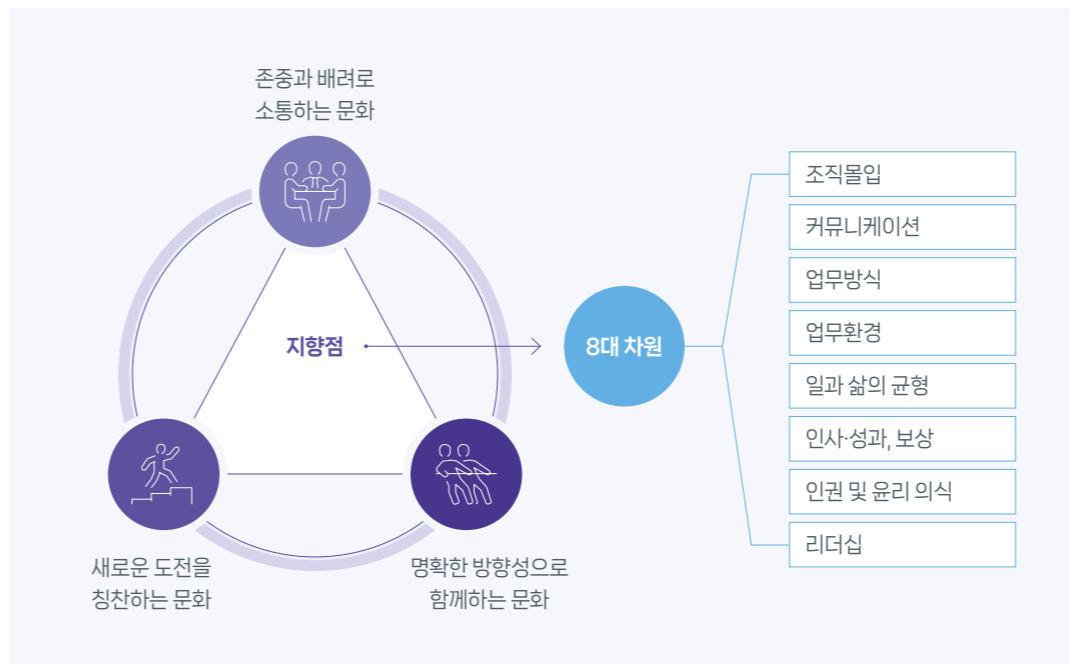 존중과 배려로
소통하는 문화
지향점
새로운 도전을
칭찬하는 문화
명확한 방향성으로
함께하는 문화
8대 차원
조직몰입
커뮤니케이션
업무방식
업무환경
일과 삶의 균형
인사·성과, 보상
인권 및 윤리 의식
리더십